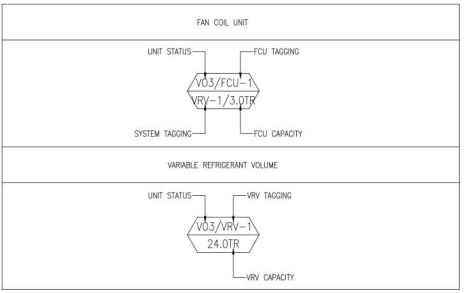 FAN COIL UNIT
UNIT STATUS FCU TAGGING
V03/FCU-1
VRV-1/3.0TR
SYSTEM TAGGING FCU CAPACITY
VARIABLE REFRIGERANT VOLUME
UNIT STATUS VRV TAGGING
V03/VRV-1
24.0TR
VRV CAPACITY